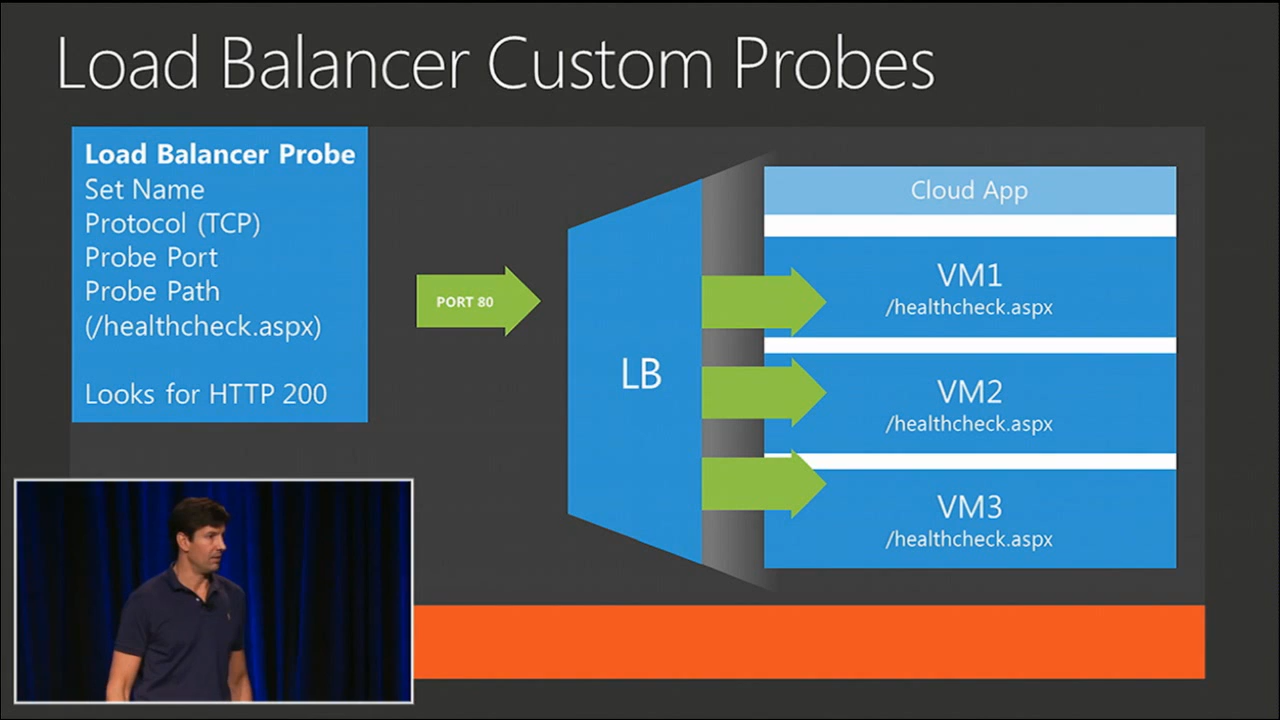 Load Balancer Custom Probes
Load Balancer Probe
Set Name
Protocol (TCP)
Probe Port
Probe Path
(/healthcheck.aspx)
Looks for HTTP 200
PORT 80
LB
Cloud App
VM1
/healthcheck.aspx
VM2
/healthcheck.aspx
VM3
/healthcheck.aspx